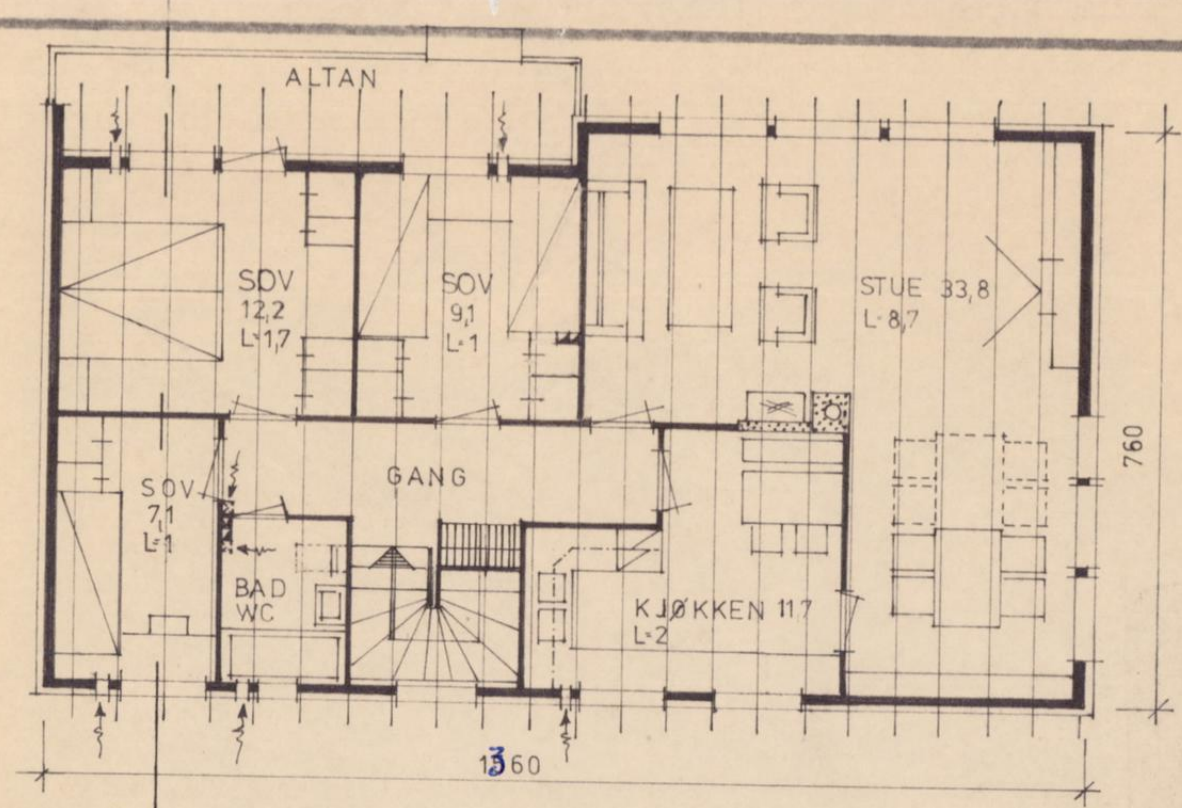 ALTAN
SOV
12,2
L=1,7
SOV
9,1
L=1
STUE 33,8
L=8,7
SOV
7,1
L=1
GANG
BAD
WC
KJØKKEN 11,7
L=2
760
1360